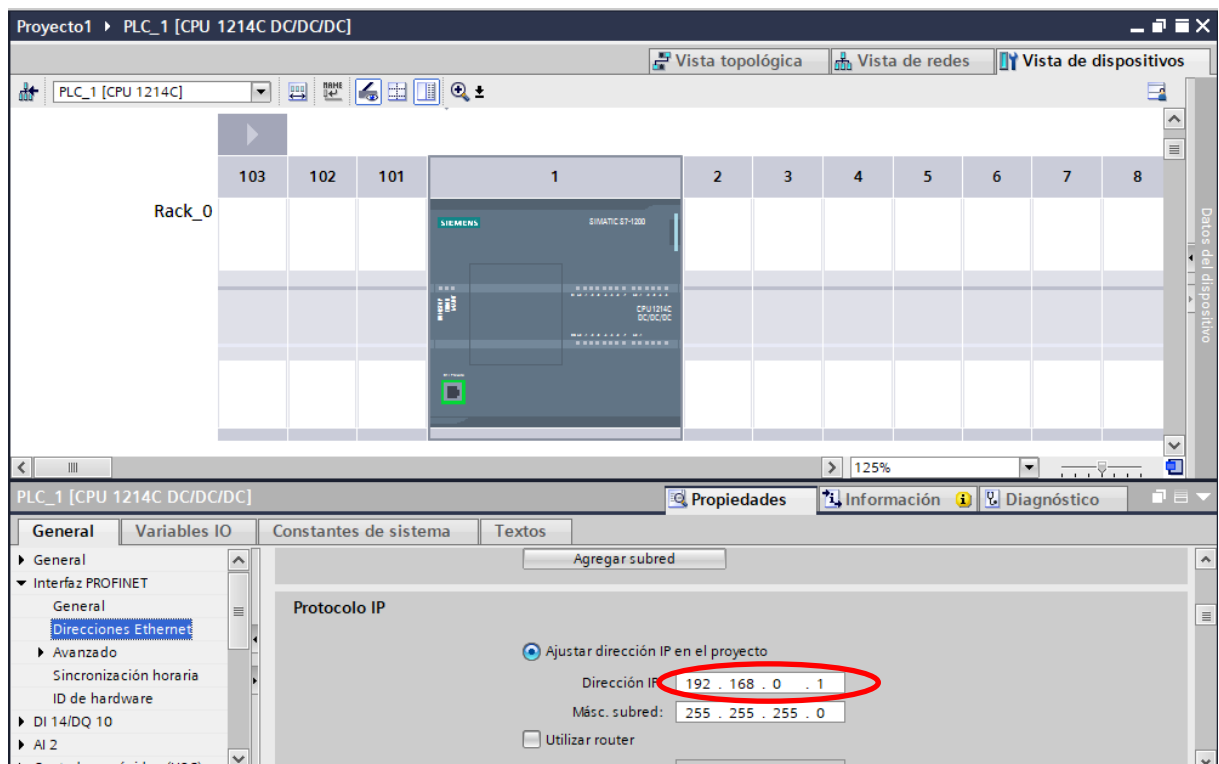 Proyecto1 ▸ PLC_1 [CPU 1214C DC/DC/DC]
Vista topológica Vista de redes Vista de dispositivos
PLC_1 [CPU 1214C]
103 102 101 1 2 3 4 5 6 7 8
Rack_0
SIEMENS SIMATIC S7-1200
CPU1214C
DC/DC/DC
Datos del dispositivo
125%
PLC_1 [CPU 1214C DC/DC/DC]
Propiedades Información Diagnóstico
General Variables IO Constantes de sistema Textos
General
Interfaz PROFINET
General
Direcciones Ethernet
Avanzado
Sincronización horaria
ID de hardware
DI 14/DQ 10
AI 2
Agregar subred
Protocolo IP
Ajustar dirección IP en el proyecto
Dirección IP 192 . 168 . 0 . 1
Másc. subred: 255 . 255 . 255 . 0
Utilizar router